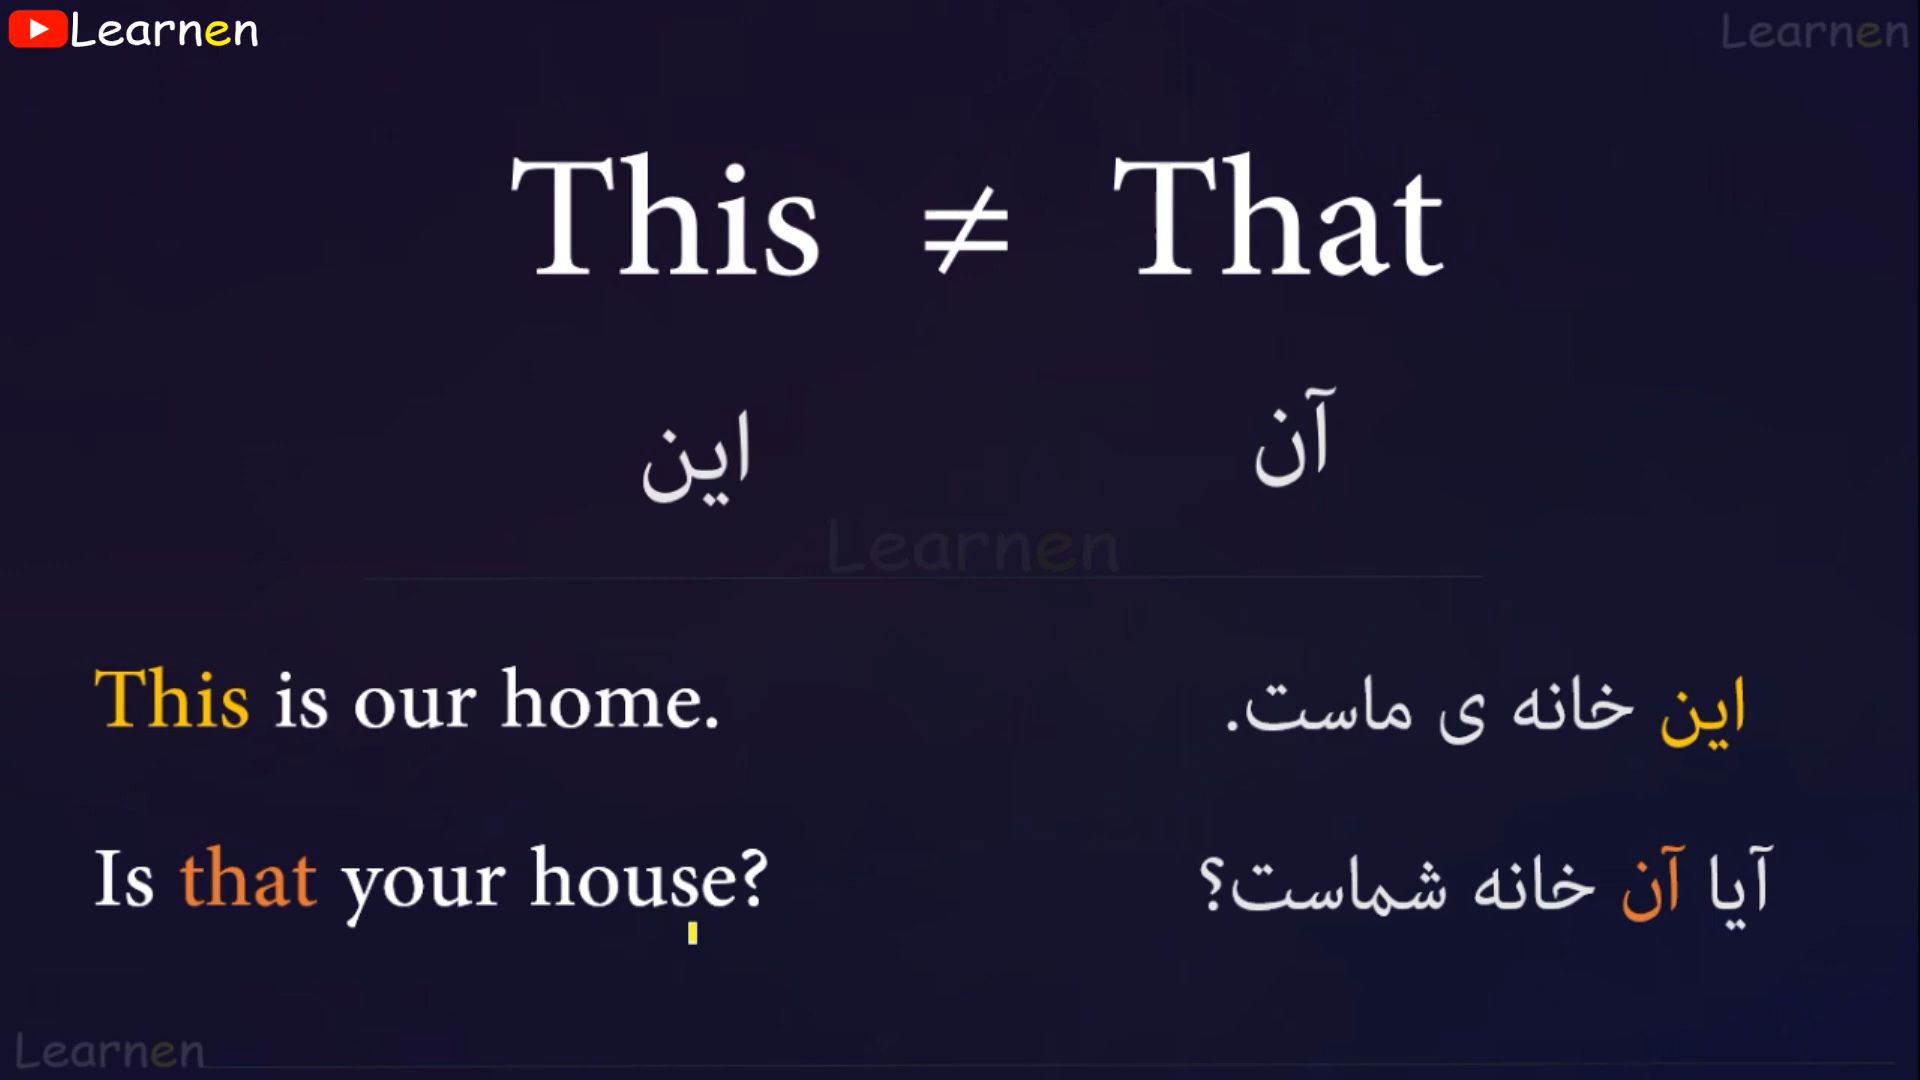 Learnen Learnen
This ≠ That
این آن
Learnen
This is our home. این خانه ی ماست.
Is that your house? آیا آن خانه شماست؟
Learnen